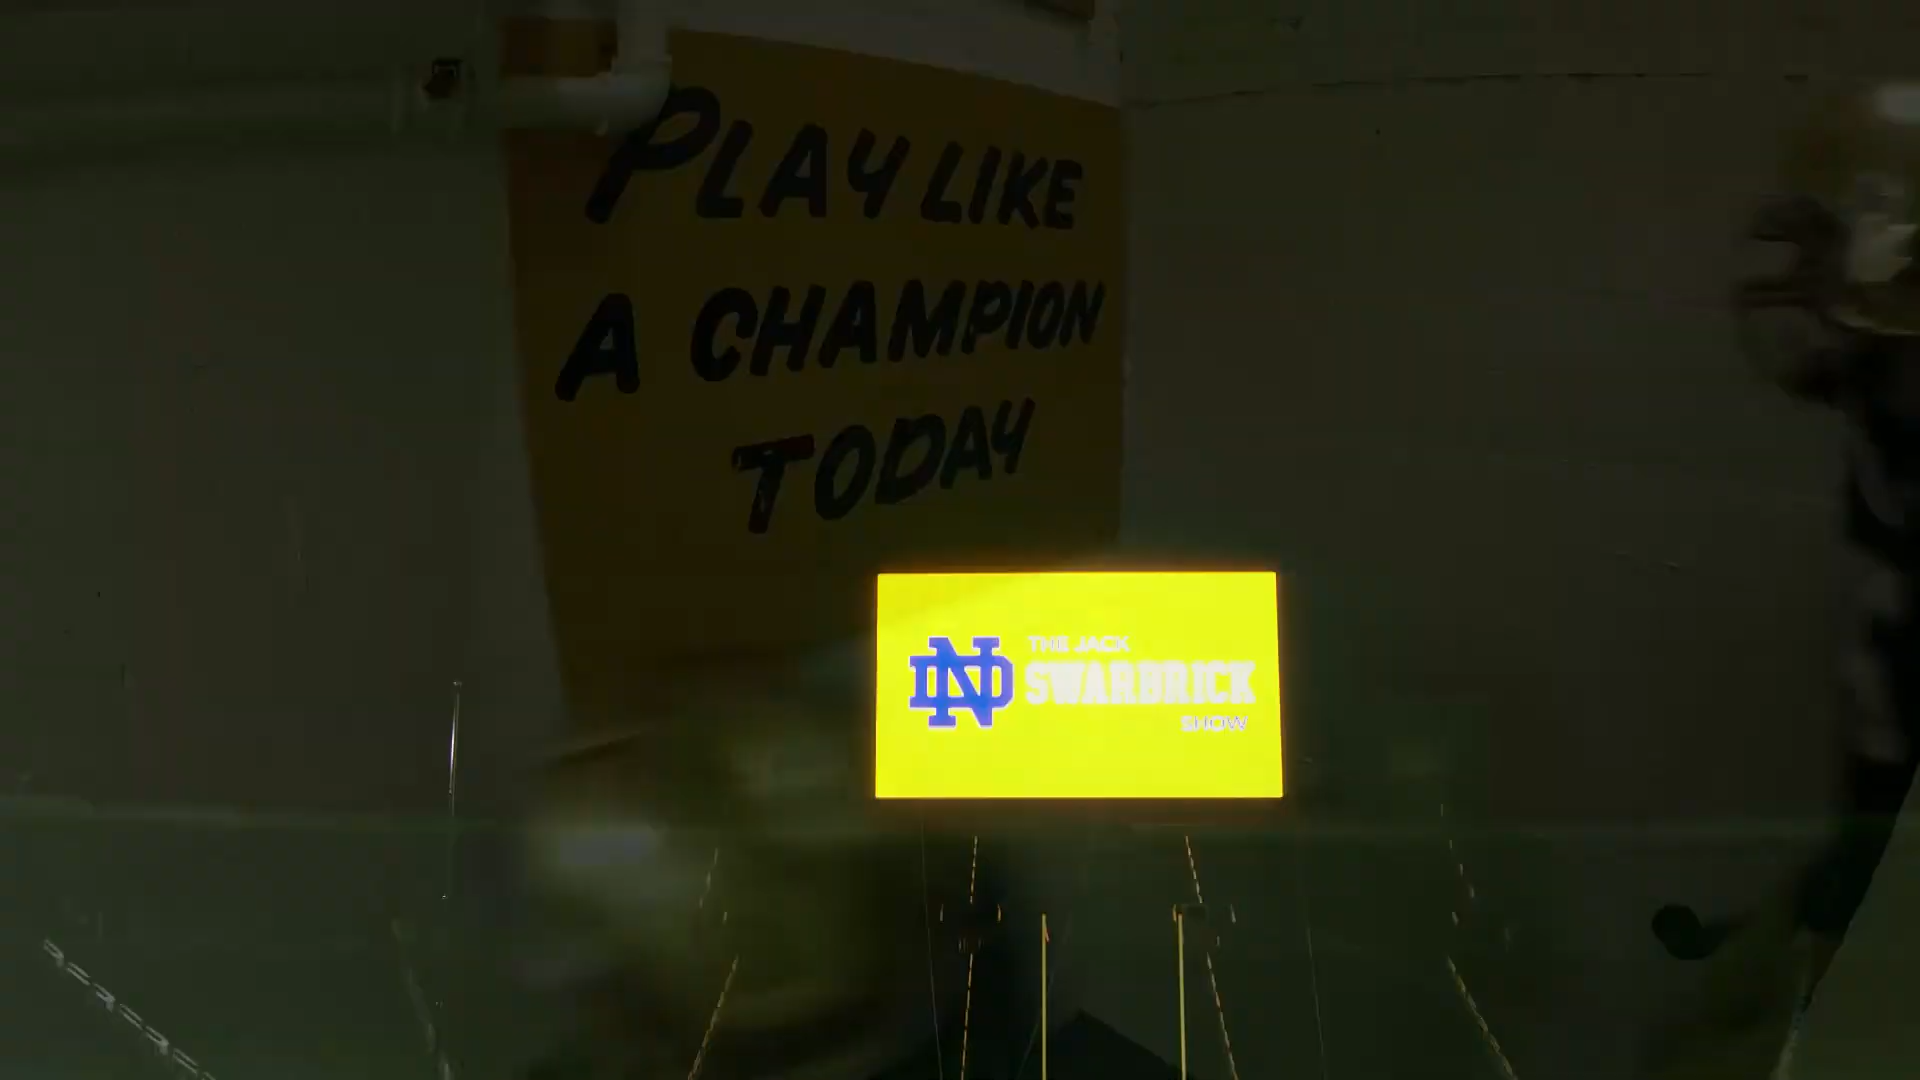 PLAY LIKE
A CHAMPION
TODAY
ND
THE JACK
SWARBRICK
SHOW